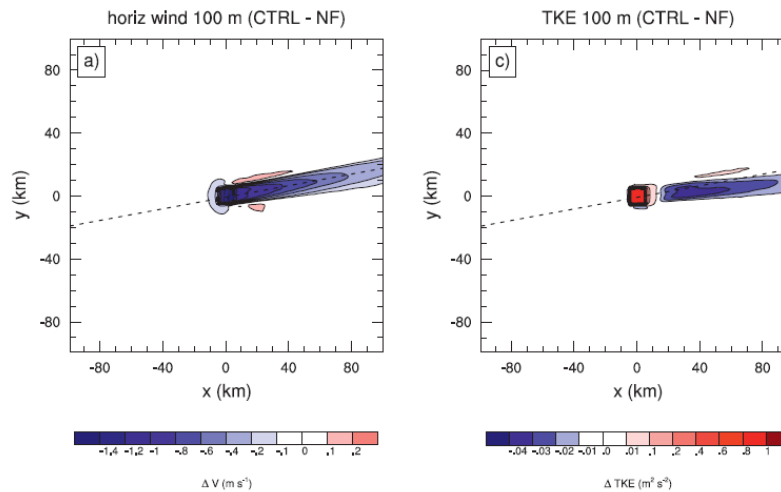 horiz wind 100 m (CTRL - NF)
a)
80
40
0
-40
-80
y (km)
-80 -40 0 40 80
x (km)
-1.4 -1.2 -1 -.8 -.6 -.4 -.2 -.1 0 .1 .2
Δ V (m s⁻¹)
TKE 100 m (CTRL - NF)
c)
80
40
0
-40
-80
y (km)
-80 -40 0 40 80
x (km)
-.04 -.03 -.02 -.01 .0 .01 .1 .2 .4 .6 .8 1
Δ TKE (m² s⁻²)